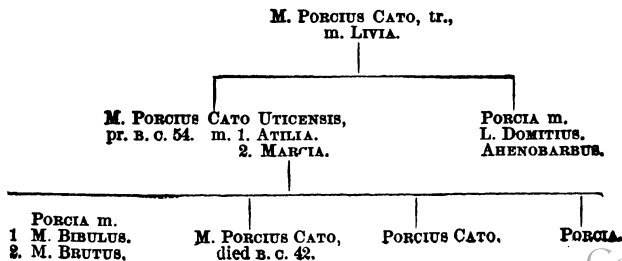 M. PORCIUS CATO, tr.,
m. LIVIA.
M. PORCIUS CATO UTICENSIS,
pr. B. C. 54. m. 1. ATILIA.
2. MARCIA.
PORCIA m.
L. DOMITIUS.
AHENOBARBUS.
PORCIA m.
1 M. BIBULUS.
2. M. BRUTUS,
M. PORCIUS CATO,
died B. C. 42.
PORCIUS CATO.
PORCIA.